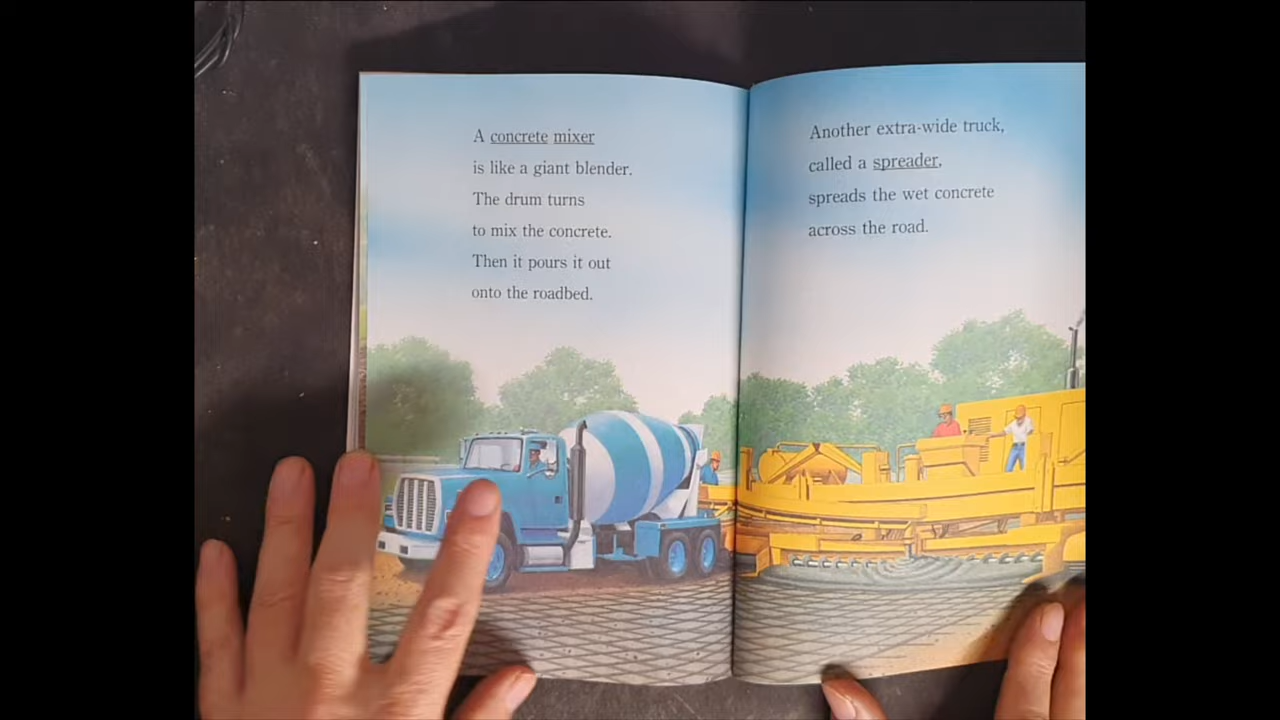 A concrete mixer
is like a giant blender.
The drum turns
to mix the concrete.
Then it pours it out
onto the roadbed.
Another extra-wide truck,
called a spreader,
spreads the wet concrete
across the road.